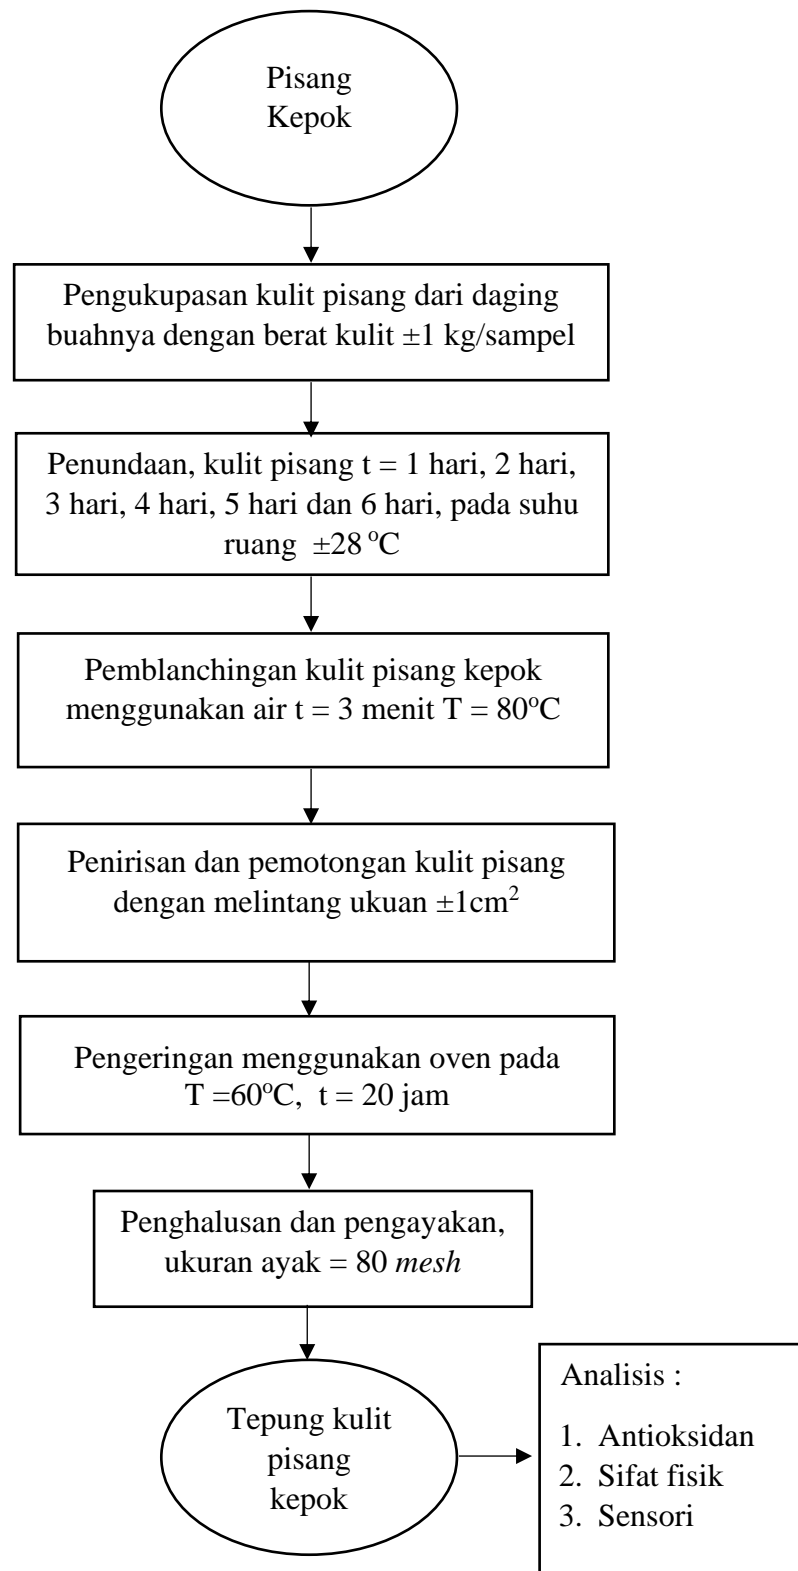 Pisang
Kepok
Pengukupasan kulit pisang dari daging
buahnya dengan berat kulit ±1 kg/sampel
Penundaan, kulit pisang t = 1 hari, 2 hari,
3 hari, 4 hari, 5 hari dan 6 hari, pada suhu
ruang ±28 °C
Pemblanchingan kulit pisang kepok
menggunakan air t = 3 menit T = 80°C
Penirisan dan pemotongan kulit pisang
dengan melintang ukuan ±1cm²
Pengeringan menggunakan oven pada
T =60°C, t = 20 jam
Penghalusan dan pengayakan,
ukuran ayak = 80 mesh
Tepung kulit
pisang
kepok
Analisis :
1. Antioksidan
2. Sifat fisik
3. Sensori